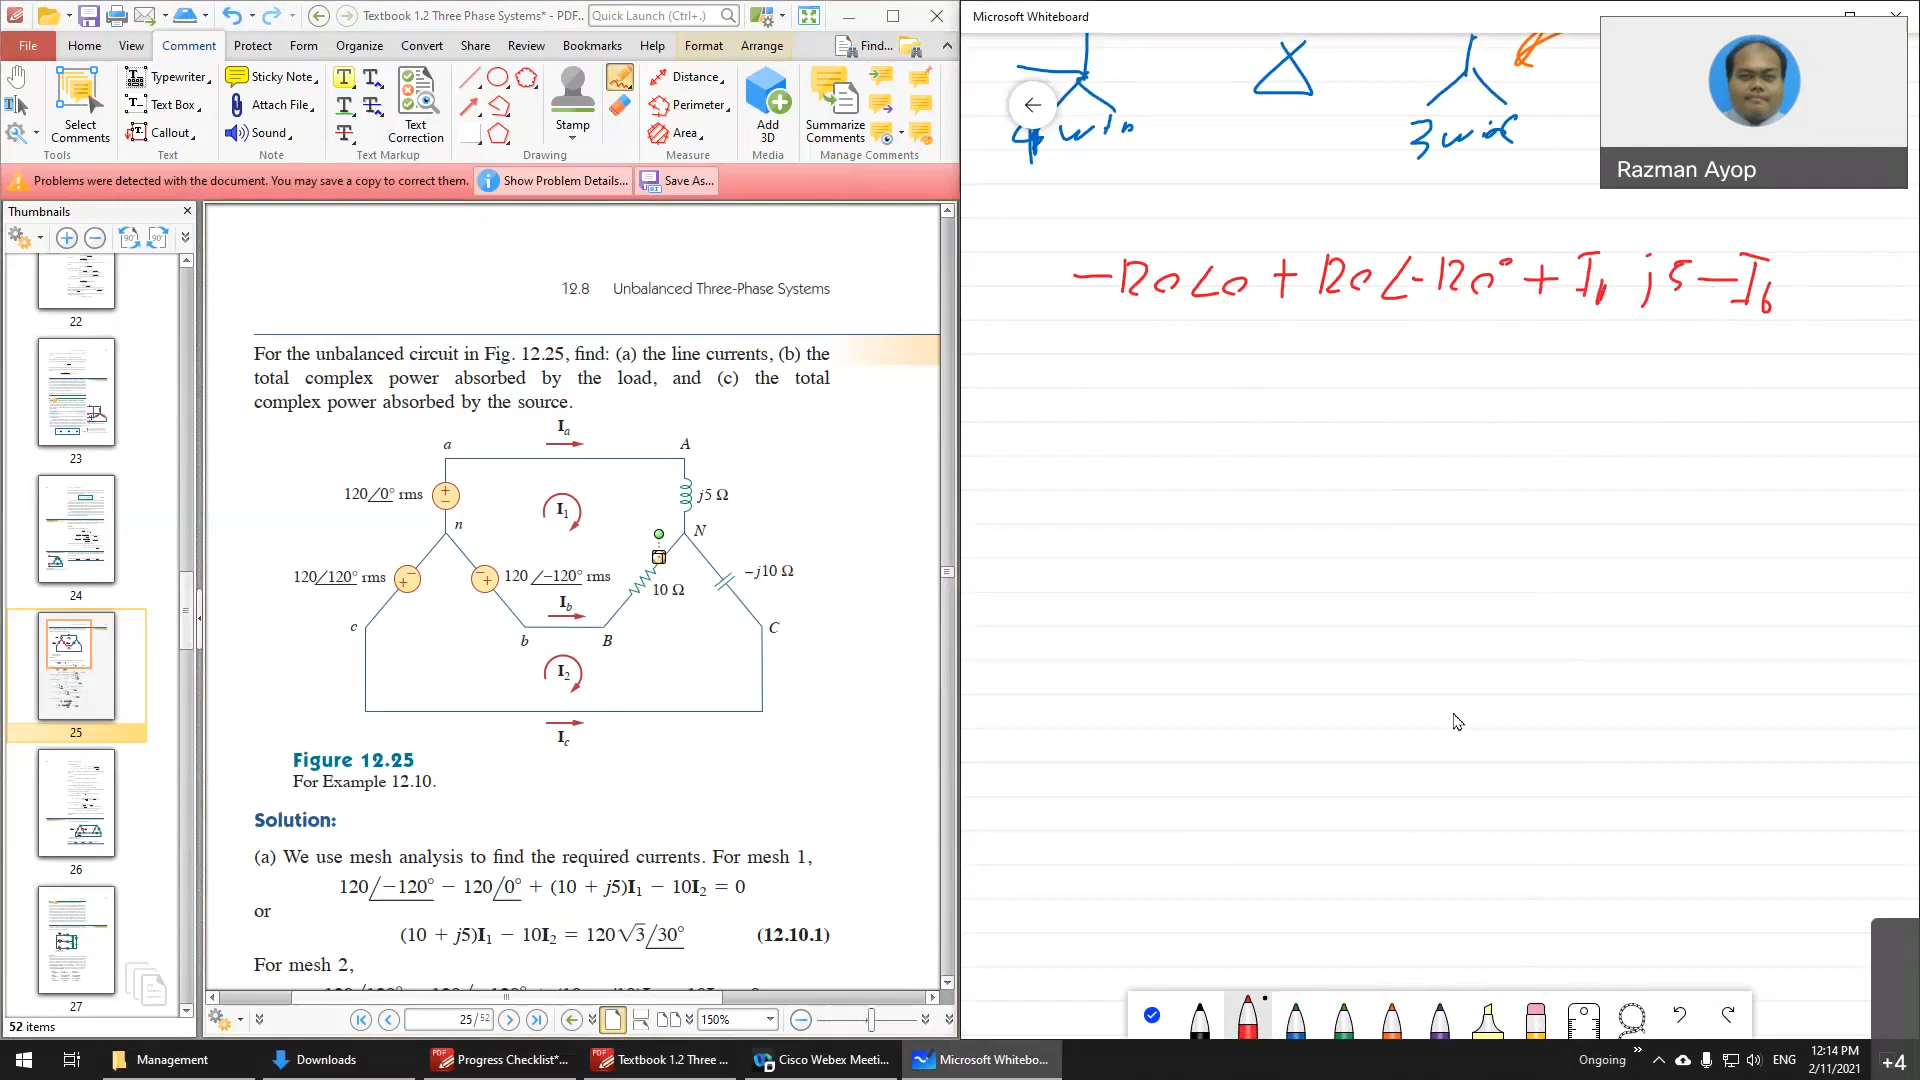 Textbook 1.2 Three Phase Systems* - PDF...
Quick Launch (Ctrl+.)
File Home View Comment Protect Form Organize Convert Share Review Bookmarks Help Format Arrange Find...
Select Comments
Typewriter
Text Box
Callout
Sticky Note
Attach File
Sound
T
Text Correction
Stamp
Distance
Perimeter
Area
Add 3D
Summarize Comments
Tools Text Note Text Markup Drawing Measure Media Manage Comments
Problems were detected with the document. You may save a copy to correct them. Show Problem Details... Save As...
Thumbnails
22
23
24
25
26
27
52 items
12.8 Unbalanced Three-Phase Systems
For the unbalanced circuit in Fig. 12.25, find: (a) the line currents, (b) the
total complex power absorbed by the load, and (c) the total
complex power absorbed by the source.
Iₐ
a A
120∠0° rms + − I₁ j5 Ω
n N
120∠120° rms − + − + 120∠−120° rms 10 Ω −j10 Ω
I_b
c b B C
I₂
I_c
Figure 12.25
For Example 12.10.
Solution:
(a) We use mesh analysis to find the required currents. For mesh 1,
120∠−120° − 120∠0° + (10 + j5)I₁ − 10I₂ = 0
or
(10 + j5)I₁ − 10I₂ = 120√3∠30° (12.10.1)
For mesh 2,
25/52 150%
Microsoft Whiteboard
3 wire
Razman Ayop
−120∠0 + 120∠−120° + I₁ j5 − I_b
Management Downloads Progress Checklist*... Textbook 1.2 Three ... Cisco Webex Meeti... Microsoft Whitebo...
Ongoing ENG 12:14 PM
2/11/2021
+4